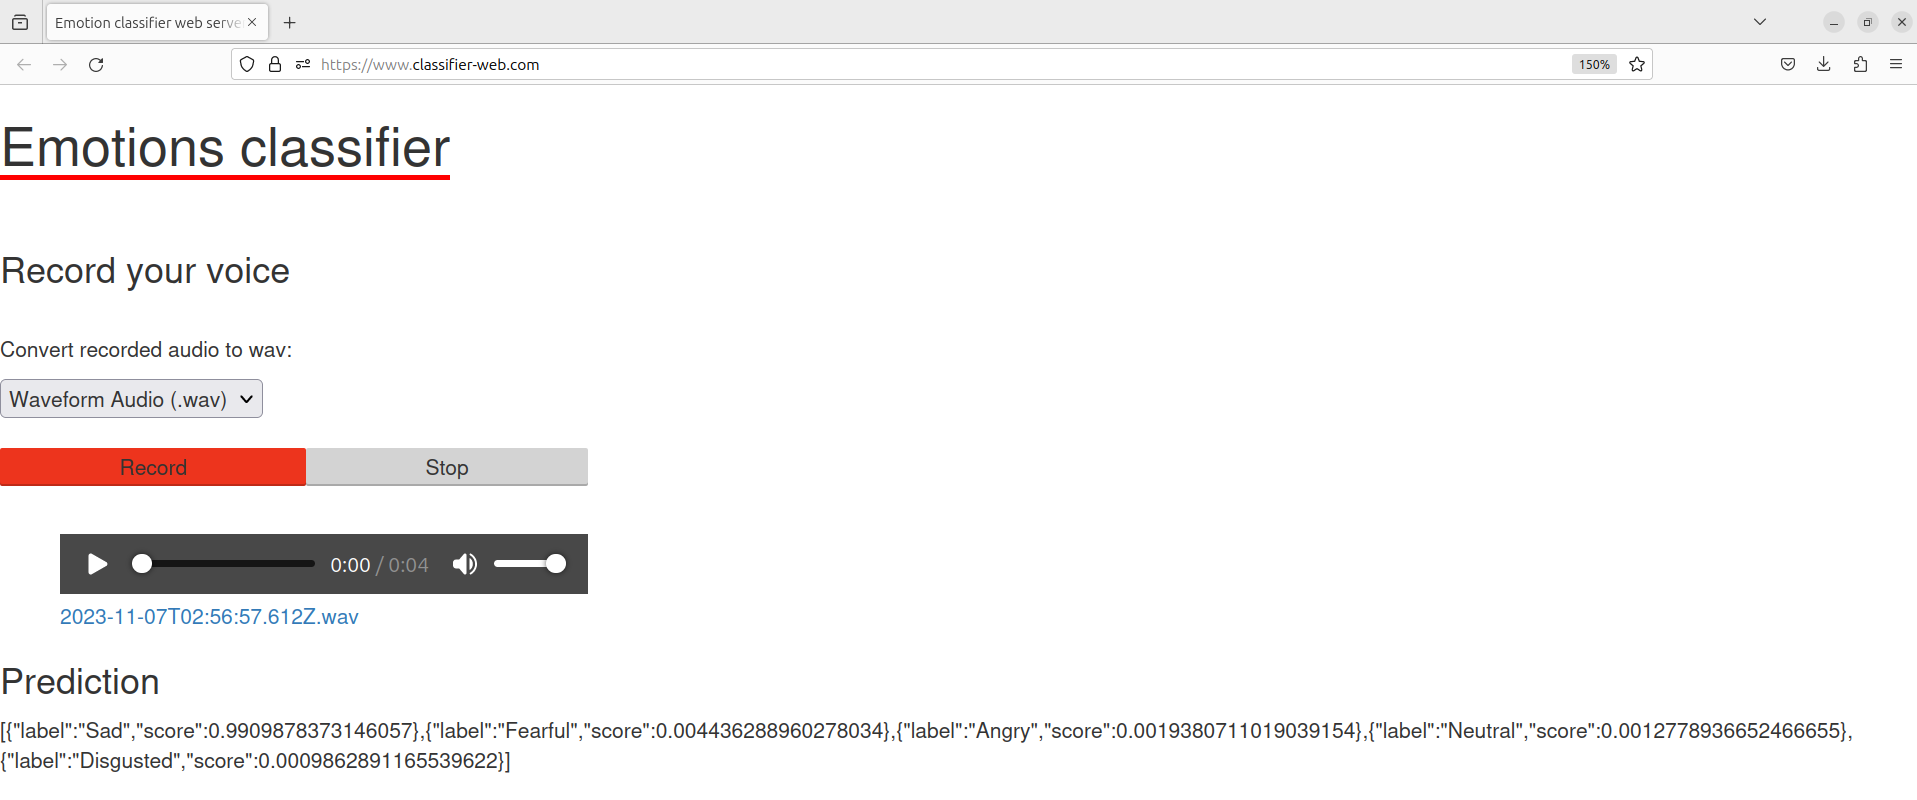 Emotion classifier web serve
https://www.classifier-web.com
150%
Emotions classifier
Record your voice
Convert recorded audio to wav:
Waveform Audio (.wav)
Record Stop
0:00 / 0:04
2023-11-07T02:56:57.612Z.wav
Prediction
[{"label":"Sad","score":0.9909878373146057},{"label":"Fearful","score":0.004436288960278034},{"label":"Angry","score":0.0019380711019039154},{"label":"Neutral","score":0.0012778936652466655},
{"label":"Disgusted","score":0.0009862891165539622}]